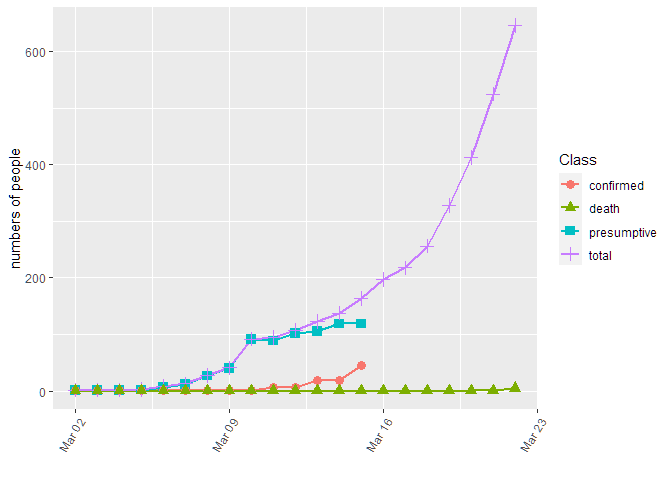 numbers of people
600
400
200
0
Mar 02
Mar 09
Mar 16
Mar 23
Class
confirmed
death
presumptive
total